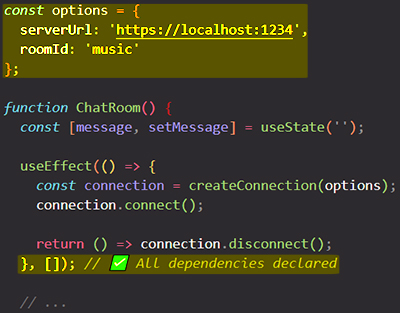 const options = {
  serverUrl: 'https://localhost:1234',
  roomId: 'music'
};

function ChatRoom() {
  const [message, setMessage] = useState('');

  useEffect(() => {
    const connection = createConnection(options);
    connection.connect();

    return () => connection.disconnect();
  }, []); // ✅ All dependencies declared

  // ...